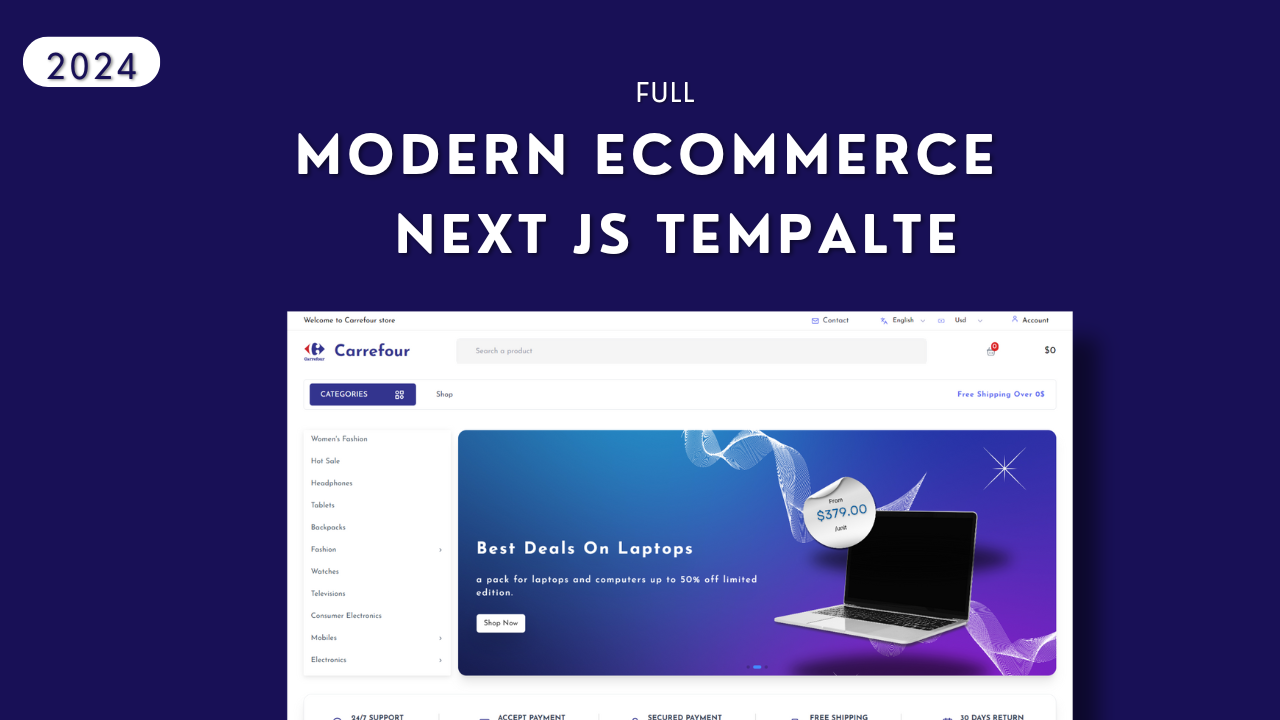 2024
FULL
MODERN ECOMMERCE
NEXT JS TEMPALTE
Welcome to Carrefour store
Contact
English
Usd
Account
Carrefour
Carrefour
Search a product
0
$0
CATEGORIES
Shop
Free Shipping Over 0$
Women's Fashion
Hot Sale
Headphones
Tablets
Backpacks
Fashion
Watches
Televisions
Consumer Electronics
Mobiles
Electronics
From
$379.00
/unit
Best Deals On Laptops
a pack for laptops and computers up to 50% off limited
edition.
Shop Now
24/7 SUPPORT
ACCEPT PAYMENT
SECURED PAYMENT
FREE SHIPPING
30 DAYS RETURN